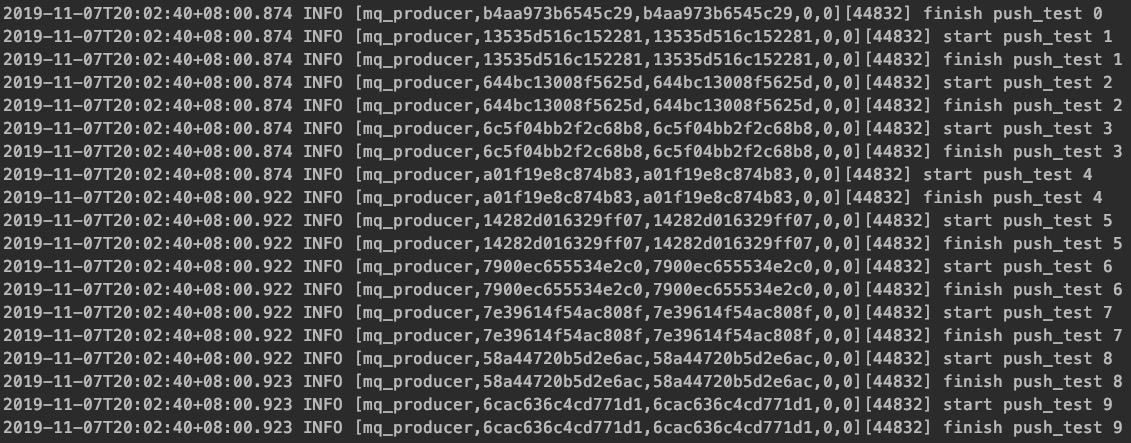 2019-11-07T20:02:40+08:00.874 INFO [mq_producer,b4aa973b6545c29,b4aa973b6545c29,0,0][44832] finish push_test 0
2019-11-07T20:02:40+08:00.874 INFO [mq_producer,13535d516c152281,13535d516c152281,0,0][44832] start push_test 1
2019-11-07T20:02:40+08:00.874 INFO [mq_producer,13535d516c152281,13535d516c152281,0,0][44832] finish push_test 1
2019-11-07T20:02:40+08:00.874 INFO [mq_producer,644bc13008f5625d,644bc13008f5625d,0,0][44832] start push_test 2
2019-11-07T20:02:40+08:00.874 INFO [mq_producer,644bc13008f5625d,644bc13008f5625d,0,0][44832] finish push_test 2
2019-11-07T20:02:40+08:00.874 INFO [mq_producer,6c5f04bb2f2c68b8,6c5f04bb2f2c68b8,0,0][44832] start push_test 3
2019-11-07T20:02:40+08:00.874 INFO [mq_producer,6c5f04bb2f2c68b8,6c5f04bb2f2c68b8,0,0][44832] finish push_test 3
2019-11-07T20:02:40+08:00.874 INFO [mq_producer,a01f19e8c874b83,a01f19e8c874b83,0,0][44832] start push_test 4
2019-11-07T20:02:40+08:00.922 INFO [mq_producer,a01f19e8c874b83,a01f19e8c874b83,0,0][44832] finish push_test 4
2019-11-07T20:02:40+08:00.922 INFO [mq_producer,14282d016329ff07,14282d016329ff07,0,0][44832] start push_test 5
2019-11-07T20:02:40+08:00.922 INFO [mq_producer,14282d016329ff07,14282d016329ff07,0,0][44832] finish push_test 5
2019-11-07T20:02:40+08:00.922 INFO [mq_producer,7900ec655534e2c0,7900ec655534e2c0,0,0][44832] start push_test 6
2019-11-07T20:02:40+08:00.922 INFO [mq_producer,7900ec655534e2c0,7900ec655534e2c0,0,0][44832] finish push_test 6
2019-11-07T20:02:40+08:00.922 INFO [mq_producer,7e39614f54ac808f,7e39614f54ac808f,0,0][44832] start push_test 7
2019-11-07T20:02:40+08:00.922 INFO [mq_producer,7e39614f54ac808f,7e39614f54ac808f,0,0][44832] finish push_test 7
2019-11-07T20:02:40+08:00.922 INFO [mq_producer,58a44720b5d2e6ac,58a44720b5d2e6ac,0,0][44832] start push_test 8
2019-11-07T20:02:40+08:00.923 INFO [mq_producer,58a44720b5d2e6ac,58a44720b5d2e6ac,0,0][44832] finish push_test 8
2019-11-07T20:02:40+08:00.923 INFO [mq_producer,6cac636c4cd771d1,6cac636c4cd771d1,0,0][44832] start push_test 9
2019-11-07T20:02:40+08:00.923 INFO [mq_producer,6cac636c4cd771d1,6cac636c4cd771d1,0,0][44832] finish push_test 9